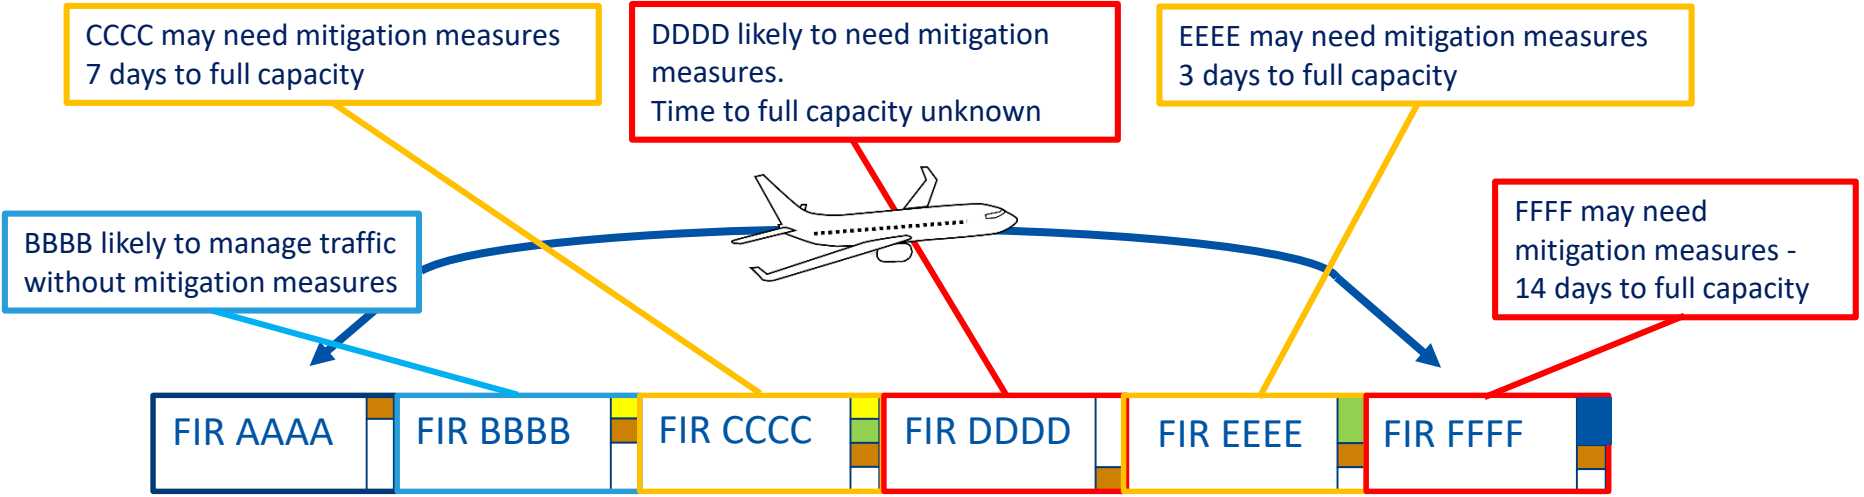 CCCC may need mitigation measures
7 days to full capacity
DDDD likely to need mitigation
measures.
Time to full capacity unknown
EEEE may need mitigation measures
3 days to full capacity
BBBB likely to manage traffic
without mitigation measures
FFFF may need
mitigation measures -
14 days to full capacity
FIR AAAA
FIR BBBB
FIR CCCC
FIR DDDD
FIR EEEE
FIR FFFF